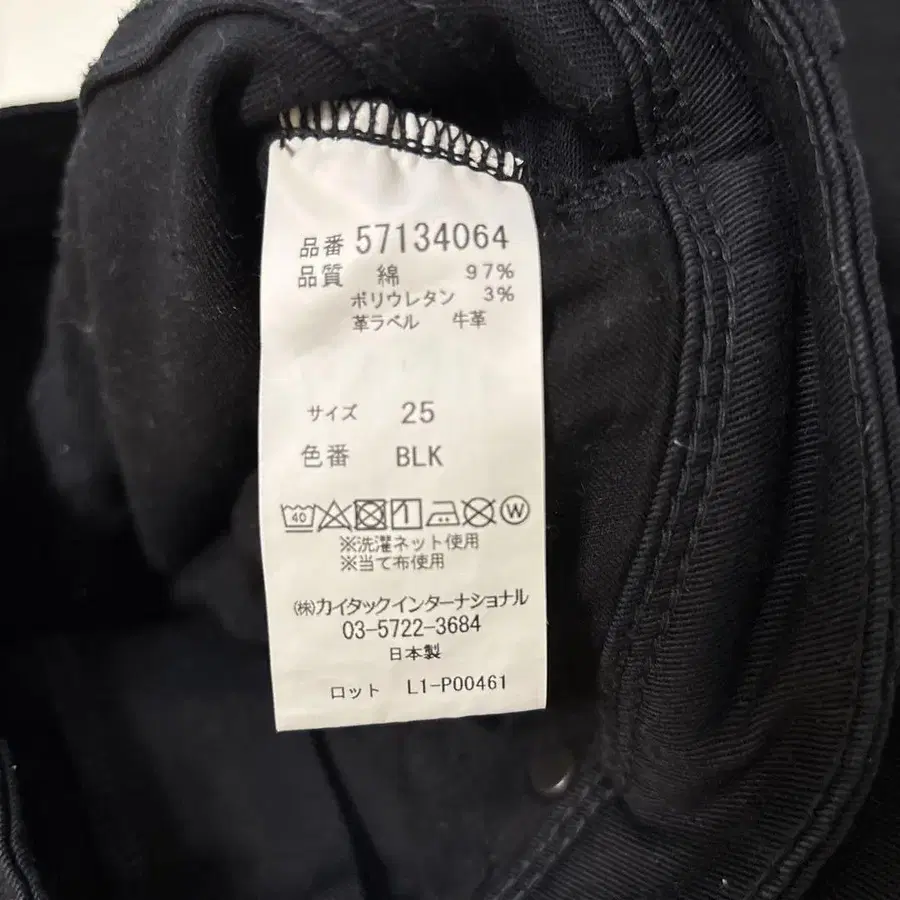 品番 57134064
品質 綿 97%
ポリウレタン 3%
革ラベル 牛革
サイズ 25
色番 BLK
40 W
※洗濯ネット使用
※当て布使用
㈱カイタックインターナショナル
03-5722-3684
日本製
ロット L1-P00461